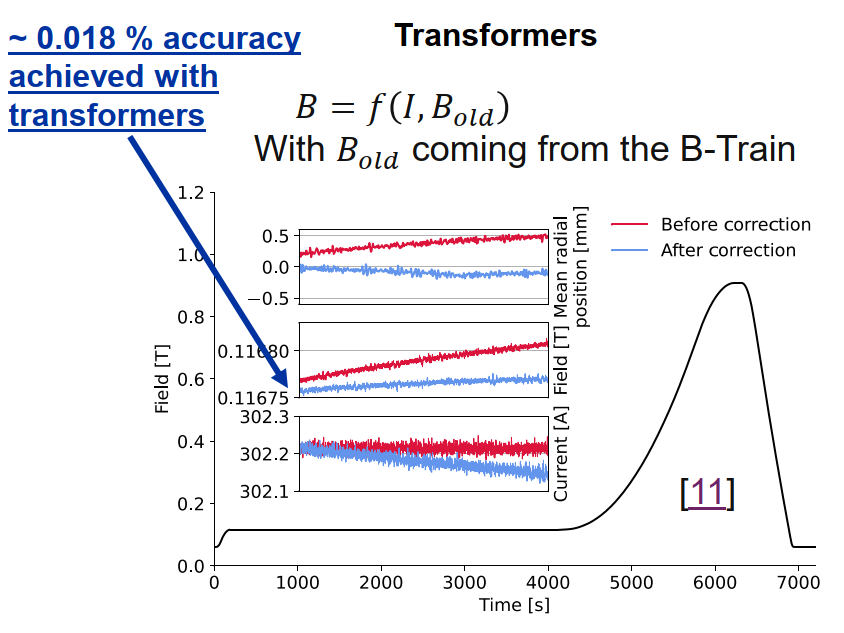 ~ 0.018 % accuracy
achieved with
transformers
Transformers
B = f(I, B_old)
With B_old coming from the B-Train
Before correction
After correction
Field [T]
1.2
1.0
0.8
0.6
0.4
0.2
0.0
0.5
0.0
−0.5
Mean radial
position [mm]
0.11680
0.11675
Field [T]
302.3
302.2
302.1
Current [A]
[11]
0 1000 2000 3000 4000 5000 6000 7000
Time [s]